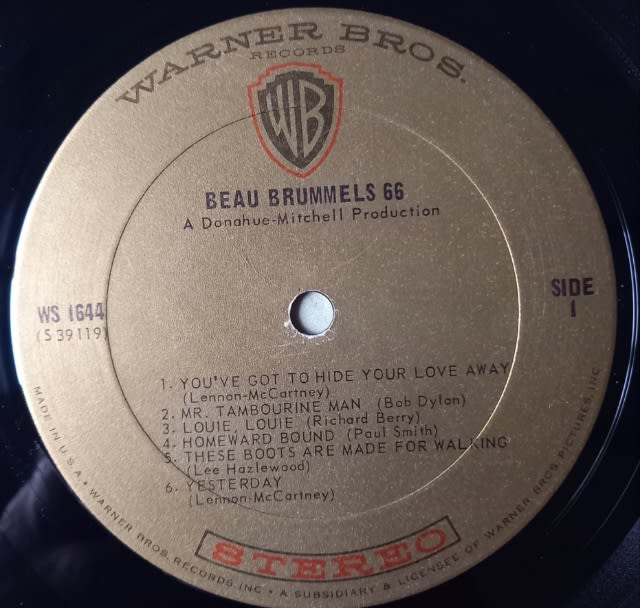 WARNER BROS.
RECORDS
WB
BEAU BRUMMELS 66
A Donahue-Mitchell Production
WS 1644
(S 39119)
SIDE
1
1. YOU'VE GOT TO HIDE YOUR LOVE AWAY
(Lennon-McCartney)
2. MR. TAMBOURINE MAN (Bob Dylan)
3. LOUIE, LOUIE (Richard Berry)
4. HOMEWARD BOUND (Paul Smith)
5. THESE BOOTS ARE MADE FOR WALKING
(Lee Hazlewood)
6. YESTERDAY
(Lennon-McCartney)
STEREO
MADE IN U.S.A. • WARNER BROS. RECORDS, INC • A SUBSIDIARY & LICENSEE OF WARNER BROS. PICTURES, INC.